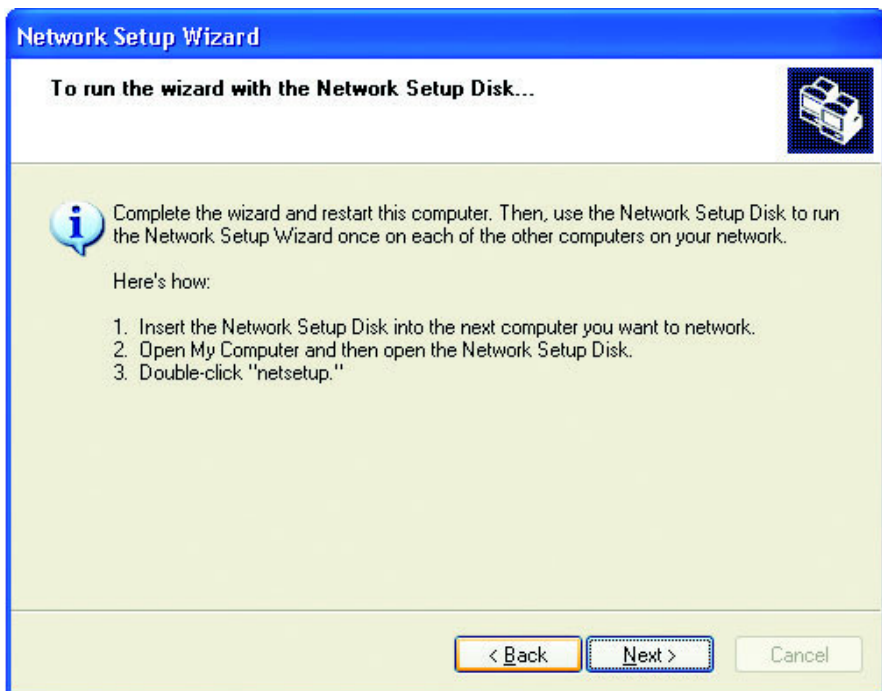 Network Setup Wizard
To run the wizard with the Network Setup Disk...
Complete the wizard and restart this computer. Then, use the Network Setup Disk to run
the Network Setup Wizard once on each of the other computers on your network.
Here's how:
1. Insert the Network Setup Disk into the next computer you want to network.
2. Open My Computer and then open the Network Setup Disk.
3. Double-click "netsetup."
< Back
Next >
Cancel